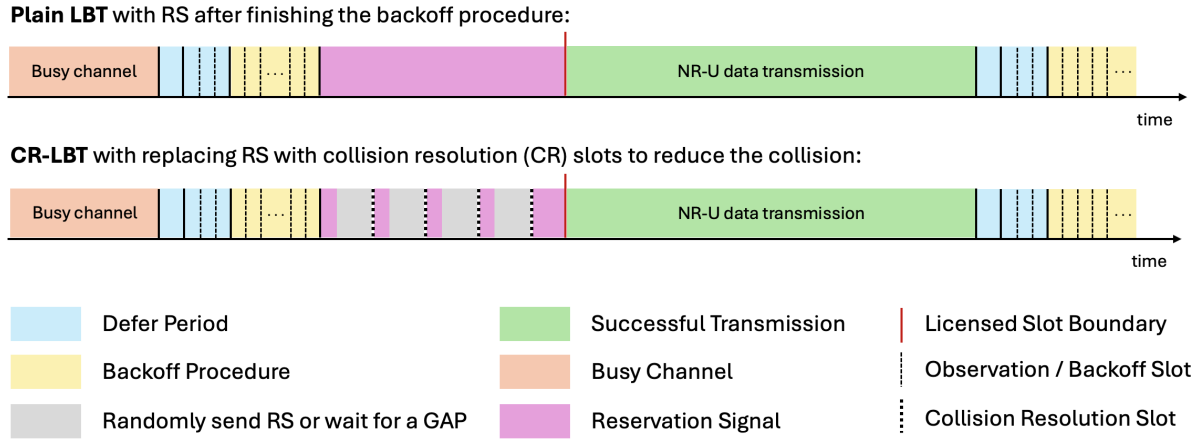 Plain LBT with RS after finishing the backoff procedure:
Busy channel
...
NR-U data transmission
...
time
CR-LBT with replacing RS with collision resolution (CR) slots to reduce the collision:
Busy channel
...
NR-U data transmission
...
time
Defer Period
Successful Transmission
Licensed Slot Boundary
Backoff Procedure
Busy Channel
Observation / Backoff Slot
Randomly send RS or wait for a GAP
Reservation Signal
Collision Resolution Slot